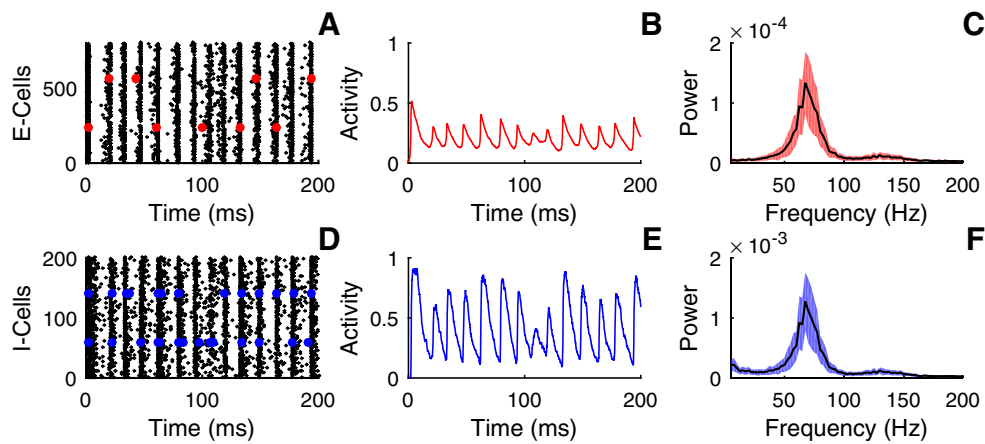 A
E-Cells
500
0
0
100
200
Time (ms)
B
Activity
1
0.5
0
0
100
200
Time (ms)
C
× 10⁻⁴
Power
2
1
0
50
100
150
200
Frequency (Hz)
D
I-Cells
200
100
0
0
100
200
Time (ms)
E
Activity
1
0.5
0
0
100
200
Time (ms)
F
× 10⁻³
Power
2
1
0
50
100
150
200
Frequency (Hz)